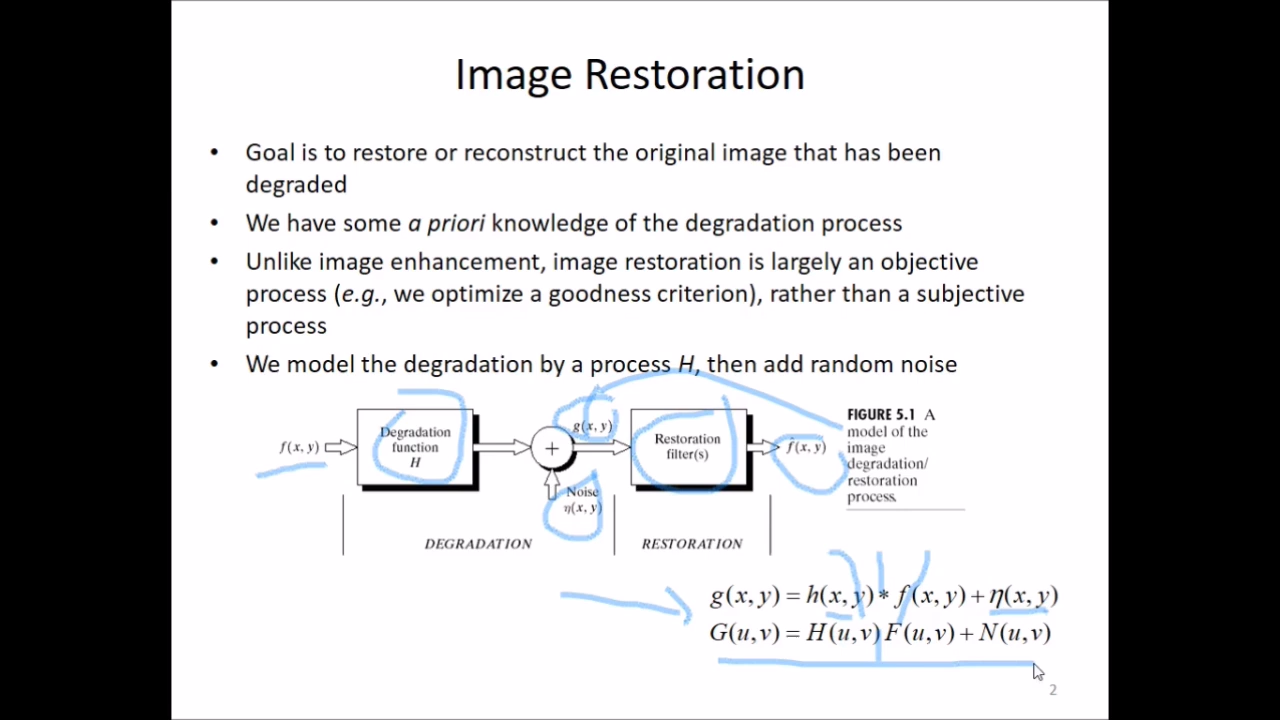 Image Restoration
• Goal is to restore or reconstruct the original image that has been
degraded
• We have some a priori knowledge of the degradation process
• Unlike image enhancement, image restoration is largely an objective
process (e.g., we optimize a goodness criterion), rather than a subjective
process
• We model the degradation by a process H, then add random noise
f(x, y)
Degradation
function
H
+
g(x, y)
Noise
η(x, y)
Restoration
filter(s)
f̂(x, y)
DEGRADATION
RESTORATION
FIGURE 5.1 A
model of the
image
degradation/
restoration
process.
g(x, y) = h(x, y) * f(x, y) + η(x, y)
G(u, v) = H(u, v) F(u, v) + N(u, v)
2